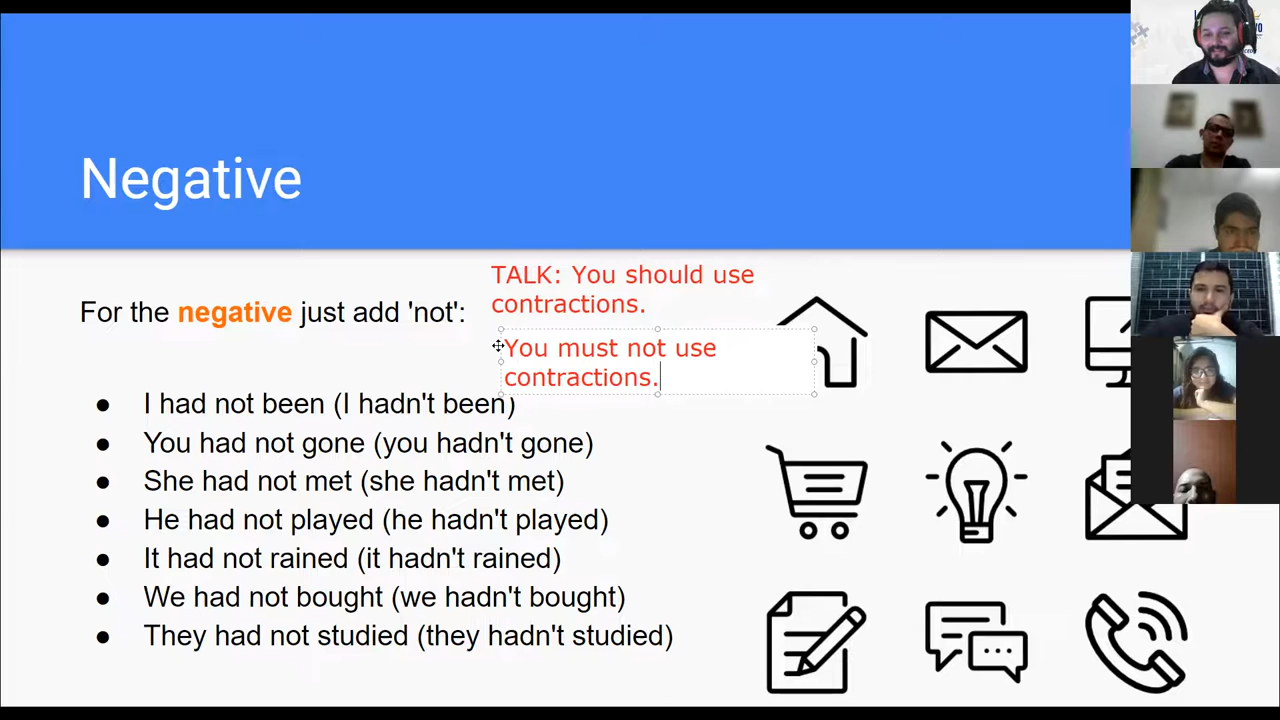 Negative
TALK: You should use
contractions.
For the negative just add 'not':
You must not use
contractions.
● I had not been (I hadn't been)
● You had not gone (you hadn't gone)
● She had not met (she hadn't met)
● He had not played (he hadn't played)
● It had not rained (it hadn't rained)
● We had not bought (we hadn't bought)
● They had not studied (they hadn't studied)